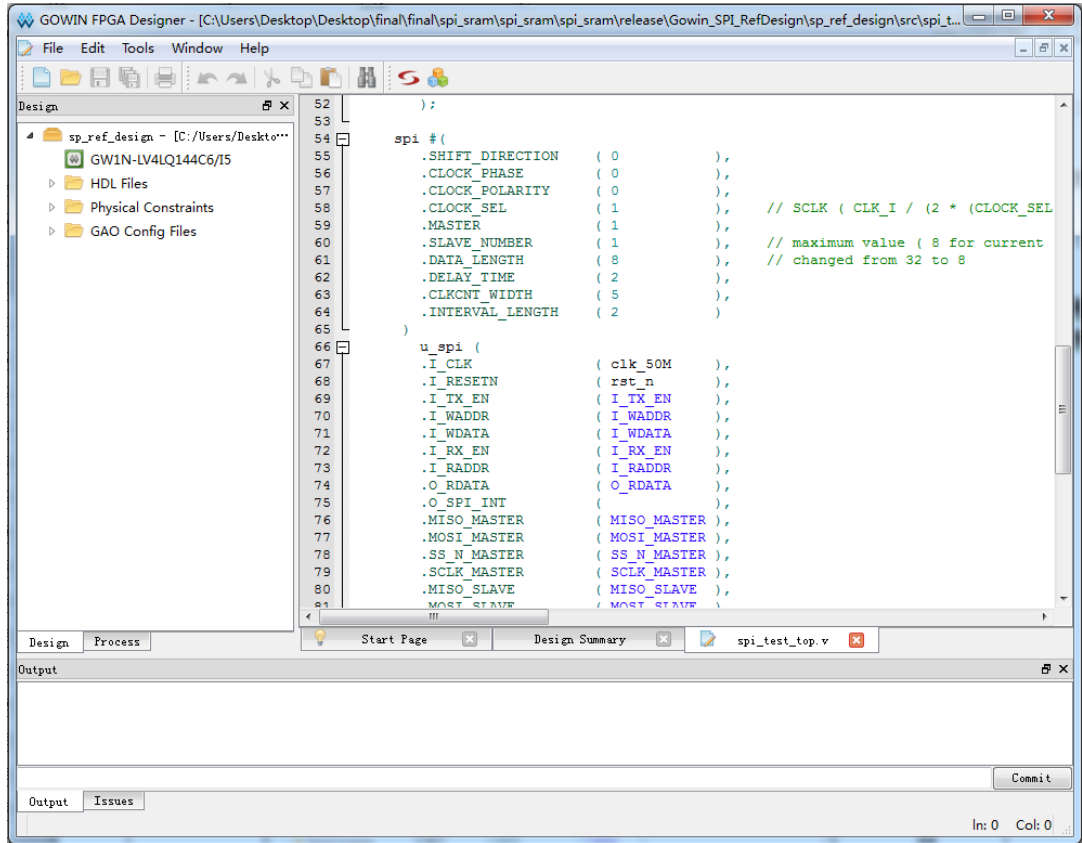 GOWIN FPGA Designer - [C:\Users\Desktop\Desktop\final\final\spi_sram\spi_sram\spi_sram\release\Gowin_SPI_RefDesign\sp_ref_design\src\spi_t...
File Edit Tools Window Help
Design
sp_ref_design - [C:/Users/Deskto...
GW1N-LV4LQ144C6/I5
HDL Files
Physical Constraints
GAO Config Files
52 );
53
54 spi #(
55 .SHIFT_DIRECTION ( 0 ),
56 .CLOCK_PHASE ( 0 ),
57 .CLOCK_POLARITY ( 0 ),
58 .CLOCK_SEL ( 1 ), // SCLK ( CLK_I / (2 * (CLOCK_SEL
59 .MASTER ( 1 ),
60 .SLAVE_NUMBER ( 1 ), // maximum value ( 8 for current
61 .DATA_LENGTH ( 8 ), // changed from 32 to 8
62 .DELAY_TIME ( 2 ),
63 .CLKCNT_WIDTH ( 5 ),
64 .INTERVAL_LENGTH ( 2 )
65 )
66 u_spi (
67 .I_CLK ( clk_50M ),
68 .I_RESETN ( rst_n ),
69 .I_TX_EN ( I_TX_EN ),
70 .I_WADDR ( I_WADDR ),
71 .I_WDATA ( I_WDATA ),
72 .I_RX_EN ( I_RX_EN ),
73 .I_RADDR ( I_RADDR ),
74 .O_RDATA ( O_RDATA ),
75 .O_SPI_INT ( ),
76 .MISO_MASTER ( MISO_MASTER ),
77 .MOSI_MASTER ( MOSI_MASTER ),
78 .SS_N_MASTER ( SS_N_MASTER ),
79 .SCLK_MASTER ( SCLK_MASTER ),
80 .MISO_SLAVE ( MISO_SLAVE ),
81 .MOSI_SLAVE ( MOSI_SLAVE )
Design Process
Start Page Design Summary spi_test_top.v
Output
Commit
Output Issues
ln: 0 Col: 0